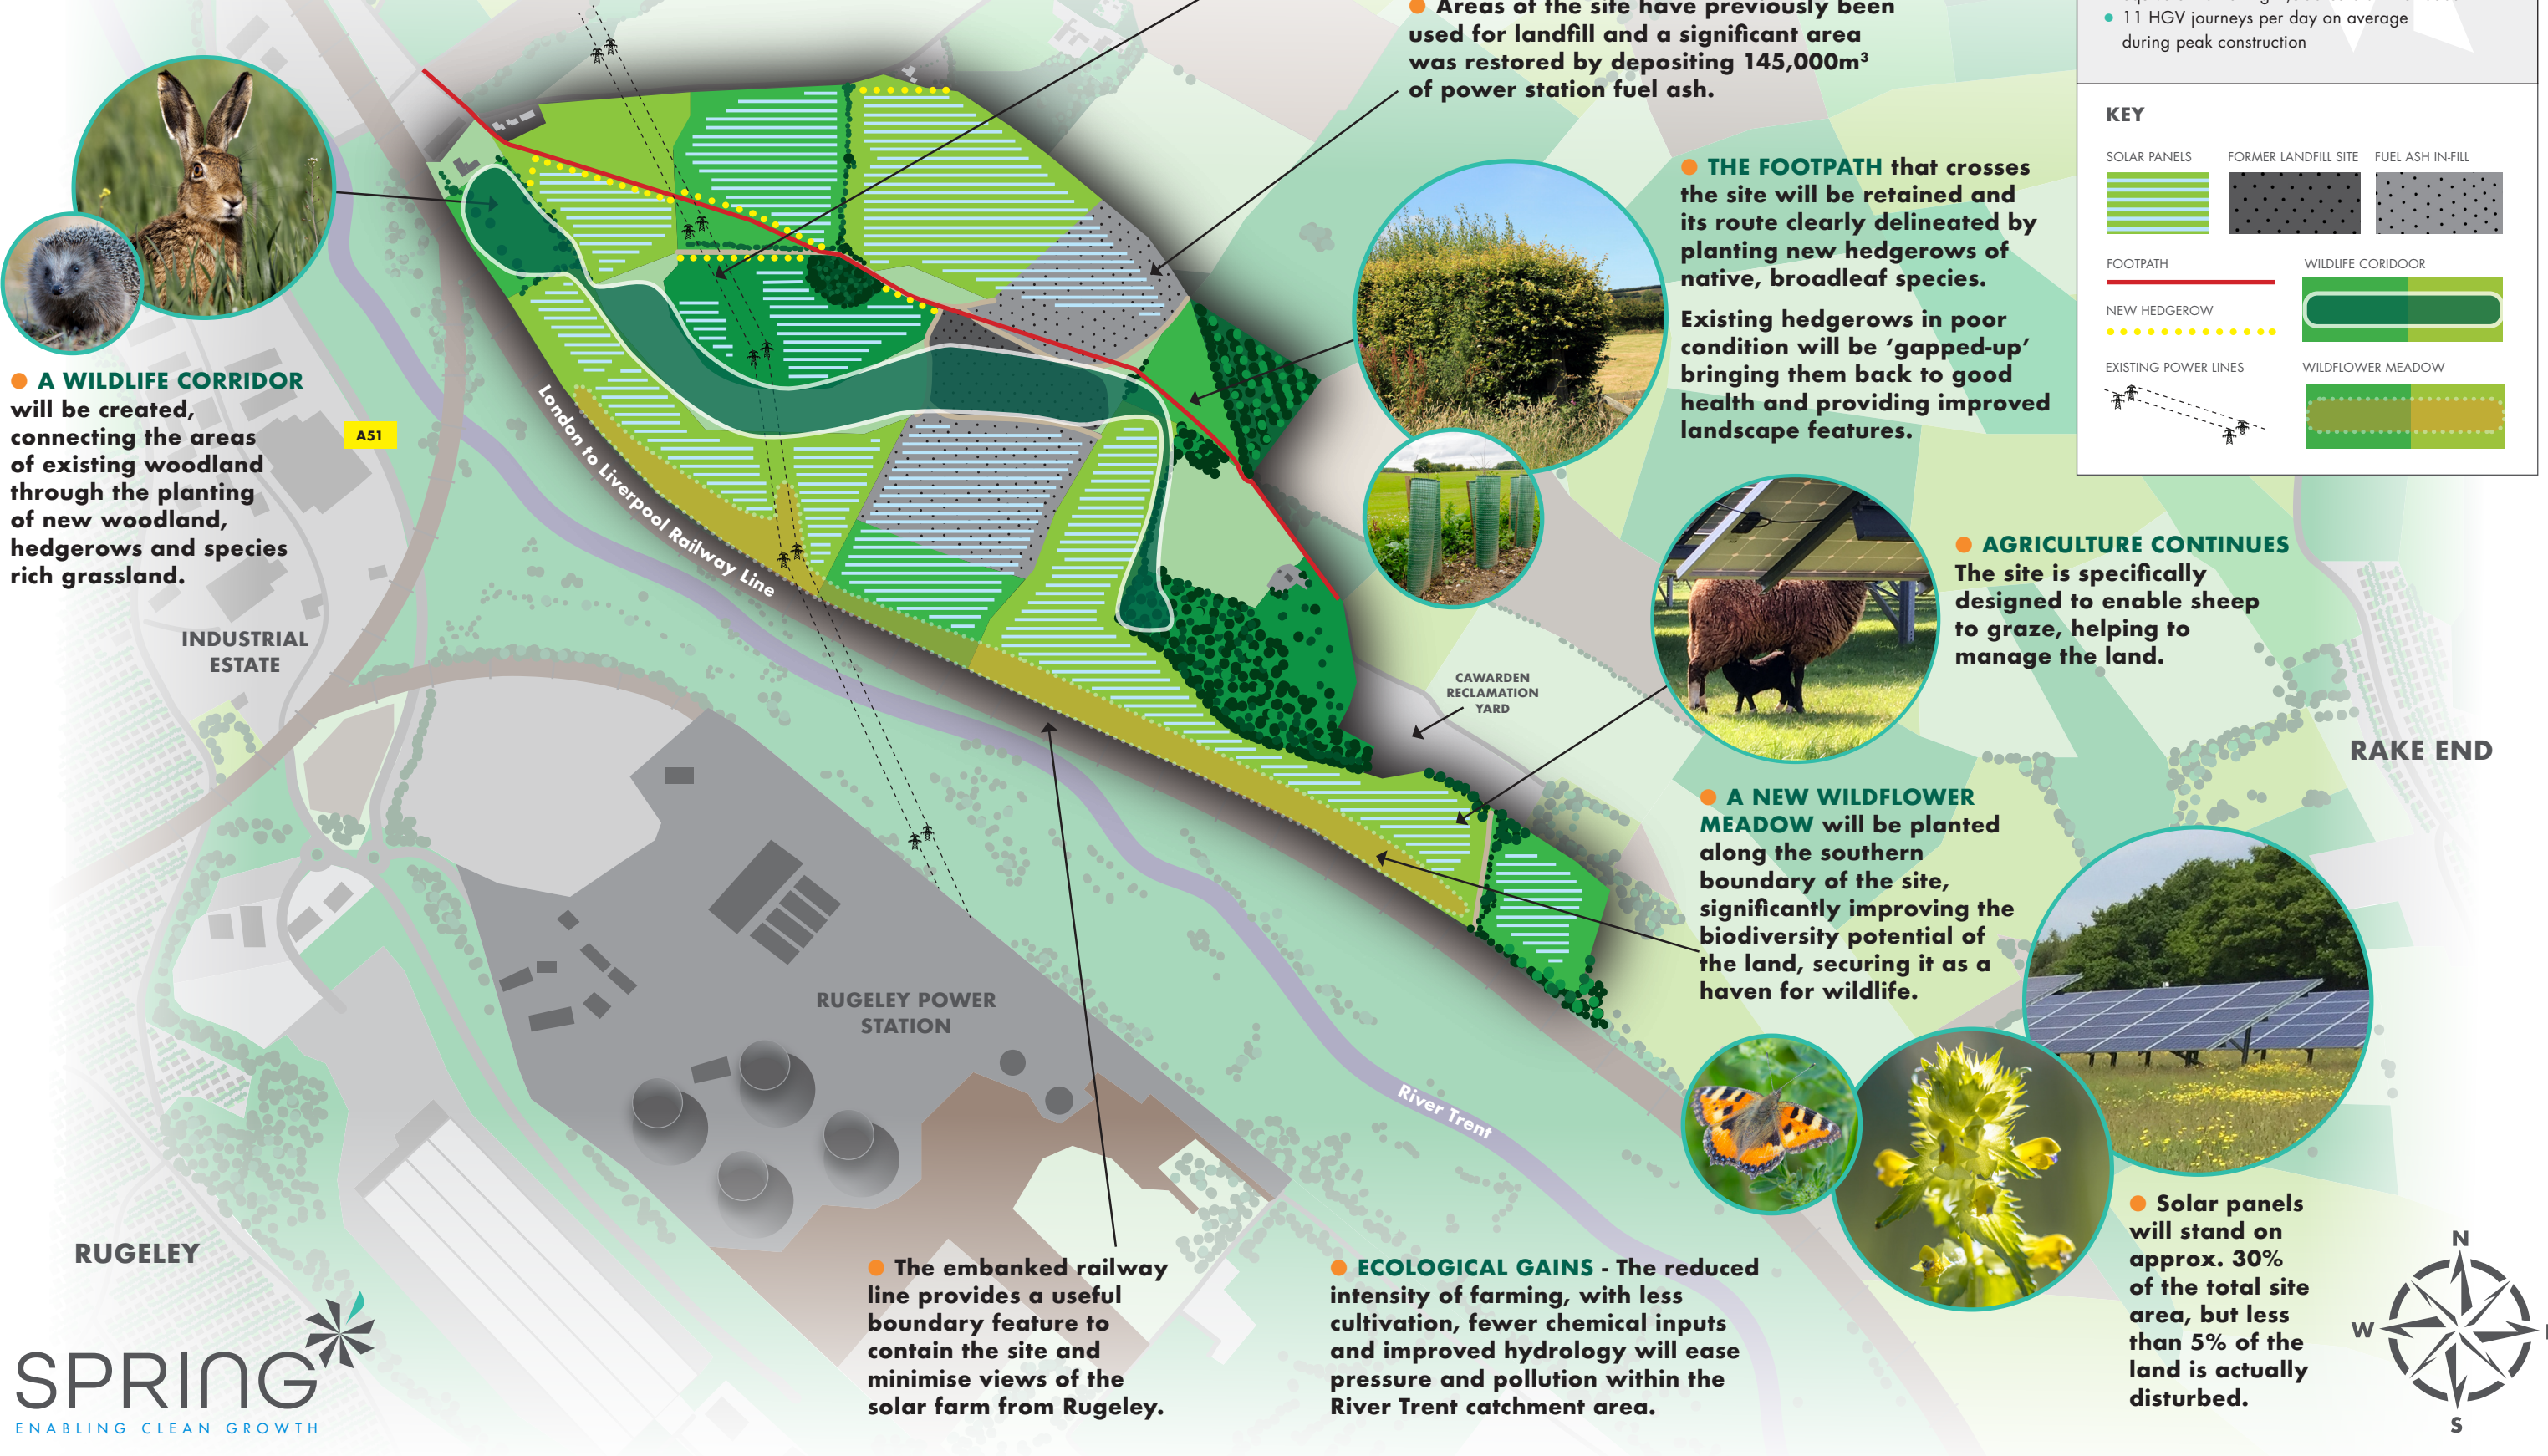 ● Areas of the site have previously been
used for landfill and a significant area
was restored by depositing 145,000m³
of power station fuel ash.
● 11 HGV journeys per day on average
during peak construction
KEY
SOLAR PANELS
FORMER LANDFILL SITE
FUEL ASH IN-FILL
FOOTPATH
WILDLIFE CORIDOOR
NEW HEDGEROW
EXISTING POWER LINES
WILDFLOWER MEADOW
● THE FOOTPATH that crosses
the site will be retained and
its route clearly delineated by
planting new hedgerows of
native, broadleaf species.
Existing hedgerows in poor
condition will be ‘gapped-up’
bringing them back to good
health and providing improved
landscape features.
● A WILDLIFE CORRIDOR
will be created,
connecting the areas
of existing woodland
through the planting
of new woodland,
hedgerows and species
rich grassland.
A51
London to Liverpool Railway Line
INDUSTRIAL
ESTATE
● AGRICULTURE CONTINUES
The site is specifically
designed to enable sheep
to graze, helping to
manage the land.
CAWARDEN
RECLAMATION
YARD
RAKE END
● A NEW WILDFLOWER
MEADOW will be planted
along the southern
boundary of the site,
significantly improving the
biodiversity potential of
the land, securing it as a
haven for wildlife.
RUGELEY POWER
STATION
River Trent
RUGELEY
● The embanked railway
line provides a useful
boundary feature to
contain the site and
minimise views of the
solar farm from Rugeley.
● ECOLOGICAL GAINS - The reduced
intensity of farming, with less
cultivation, fewer chemical inputs
and improved hydrology will ease
pressure and pollution within the
River Trent catchment area.
● Solar panels
will stand on
approx. 30%
of the total site
area, but less
than 5% of the
land is actually
disturbed.
N
W
S
SPRING
ENABLING CLEAN GROWTH